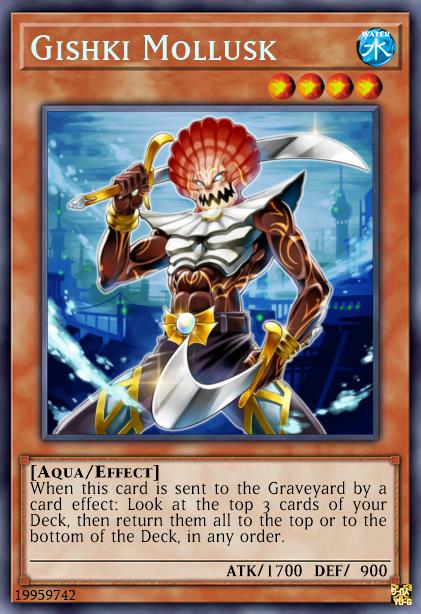 Gishki Mollusk
WATER
水
[Aqua/Effect]
When this card is sent to the Graveyard by a
card effect: Look at the top 3 cards of your
Deck, then return them all to the top or to the
bottom of the Deck, in any order.
ATK/1700 DEF/ 900
19959742